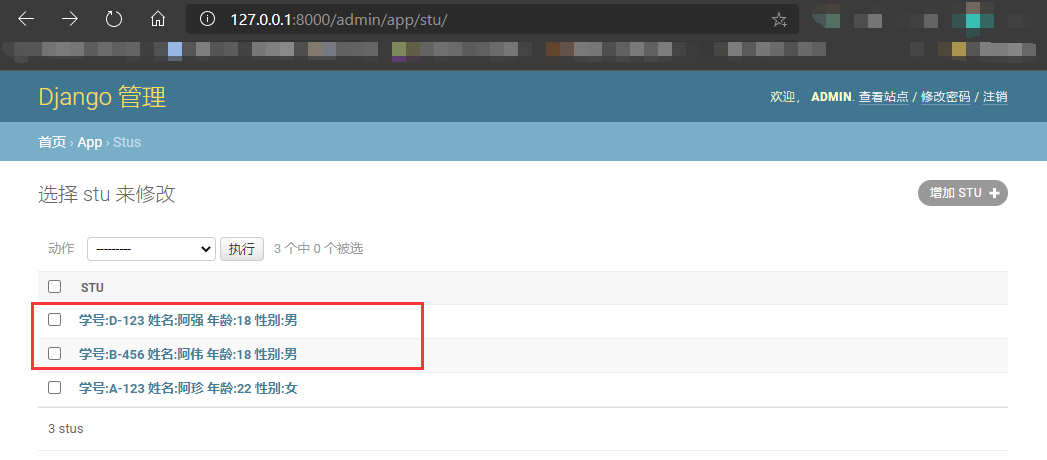 127.0.0.1:8000/admin/app/stu/
Django 管理
欢迎， ADMIN. 查看站点 / 修改密码 / 注销
首页 › App › Stus
选择 stu 来修改
增加 STU
动作 --------- 执行 3 个中 0 个被选
STU
学号:D-123 姓名:阿强 年龄:18 性别:男
学号:B-456 姓名:阿伟 年龄:18 性别:男
学号:A-123 姓名:阿珍 年龄:22 性别:女
3 stus